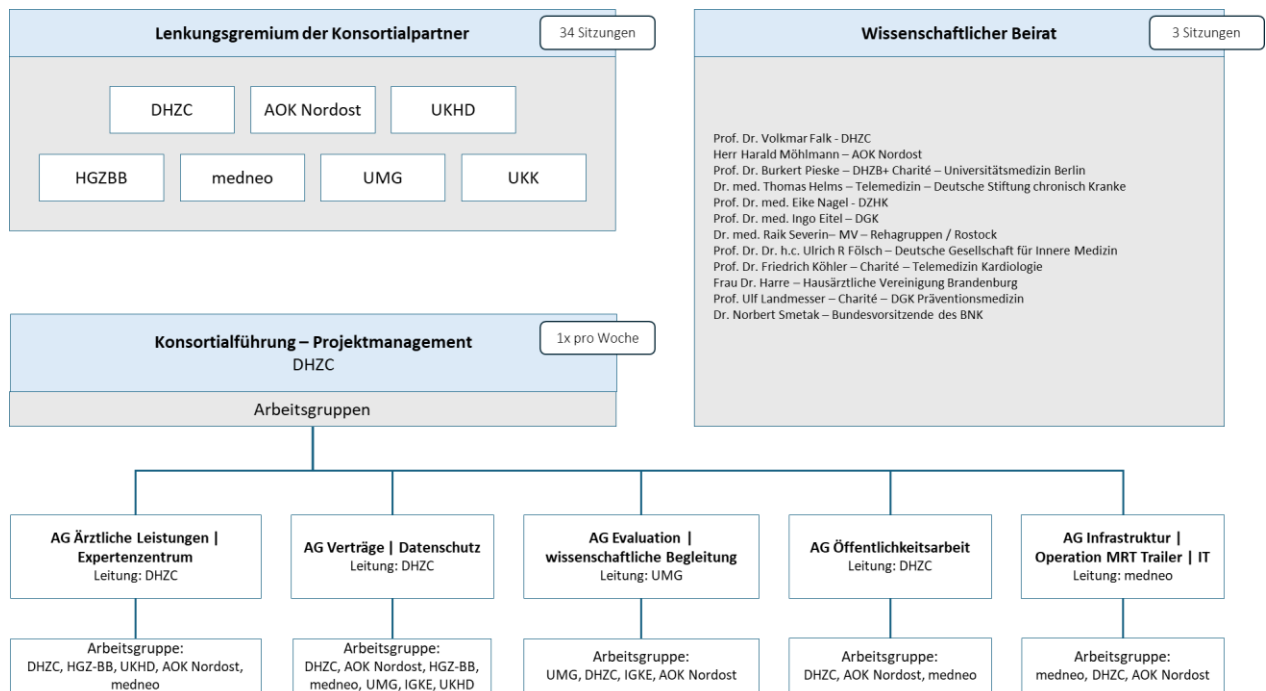 Lenkungsgremium der Konsortialpartner
34 Sitzungen
DHZC
AOK Nordost
UKHD
HGZBB
medneo
UMG
UKK
Wissenschaftlicher Beirat
3 Sitzungen
Prof. Dr. Volkmar Falk - DHZC
Herr Harald Möhlmann – AOK Nordost
Prof. Dr. Burkert Pieske – DHZB+ Charité – Universitätsmedizin Berlin
Dr. med. Thomas Helms – Telemedizin – Deutsche Stiftung chronisch Kranke
Prof. Dr. med. Eike Nagel - DZHK
Prof. Dr. med. Ingo Eitel – DGK
Dr. med. Raik Severin– MV – Rehagruppen / Rostock
Prof. Dr. Dr. h.c. Ulrich R Fölsch – Deutsche Gesellschaft für Innere Medizin
Prof. Dr. Friedrich Köhler – Charité – Telemedizin Kardiologie
Frau Dr. Harre – Hausärztliche Vereinigung Brandenburg
Prof. Ulf Landmesser – Charité – DGK Präventionsmedizin
Dr. Norbert Smetak – Bundesvorsitzende des BNK
Konsortialführung – Projektmanagement
DHZC
1x pro Woche
Arbeitsgruppen
AG Ärztliche Leistungen |
Expertenzentrum
Leitung: DHZC
AG Verträge | Datenschutz
Leitung: DHZC
AG Evaluation |
wissenschaftliche Begleitung
Leitung: UMG
AG Öffentlichkeitsarbeit
Leitung: DHZC
AG Infrastruktur |
Operation MRT Trailer | IT
Leitung: medneo
Arbeitsgruppe:
DHZC, HGZ-BB, UKHD, AOK Nordost,
medneo
Arbeitsgruppe:
DHZC, AOK Nordost, HGZ-BB,
medneo, UMG, IGKE, UKHD
Arbeitsgruppe:
UMG, DHZC, IGKE, AOK Nordost
Arbeitsgruppe:
DHZC, AOK Nordost, medneo
Arbeitsgruppe:
medneo, DHZC, AOK Nordost